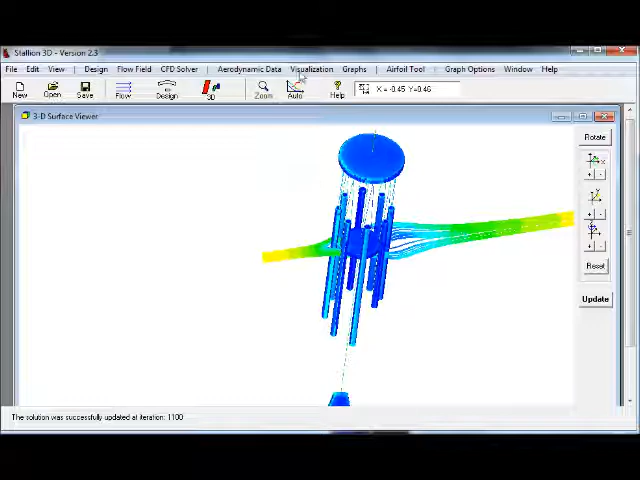 Stallion 3D - Version 2.3
File Edit View Design Flow Field CFD Solver Aerodynamic Data Visualization Graphs Airfoil Tool Graph Options Window Help
New Open Save Flow Design 3D Zoom Auto Help X = -0.45 Y=0.46
3-D Surface Viewer
Rotate
X
+ -
Y
+ -
+ -
Reset
Update
The solution was successfully updated at iteration: 1100